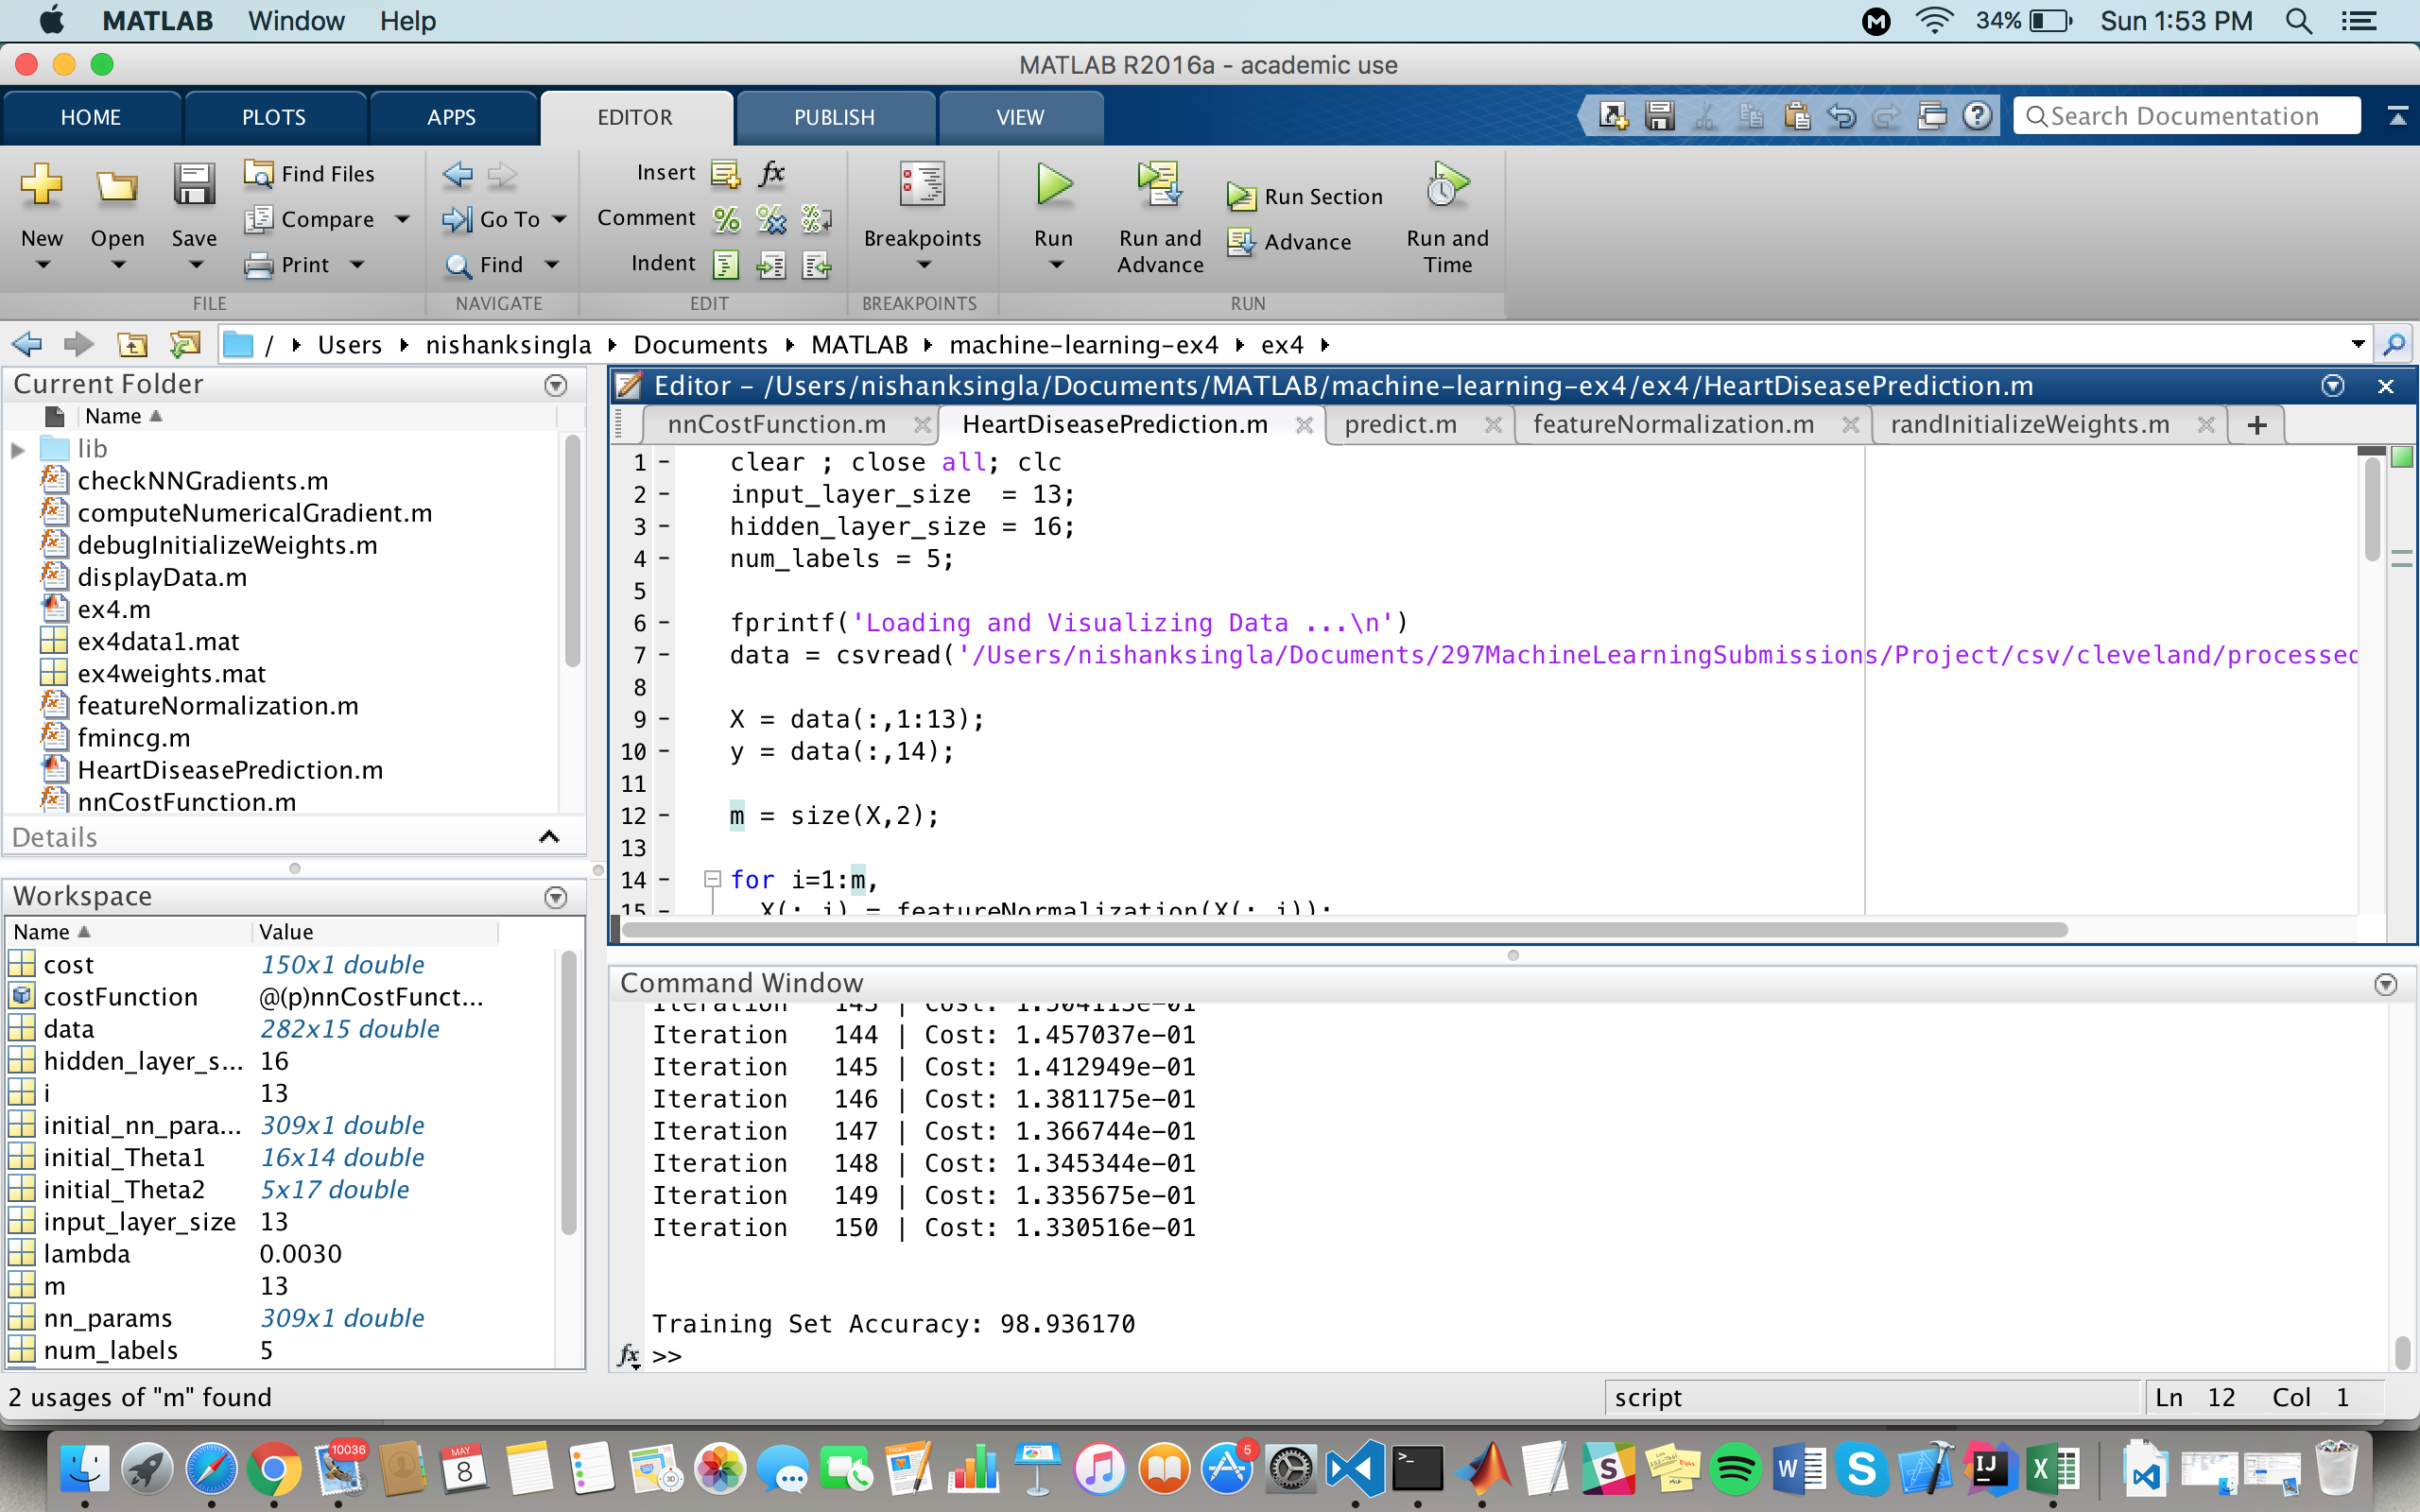 MATLAB Window Help
34% Sun 1:53 PM
MATLAB R2016a - academic use
HOME PLOTS APPS EDITOR PUBLISH VIEW
Search Documentation
New
Open
Save
Find Files
Compare
Print
FILE
Go To
Find
NAVIGATE
Insert fx
Comment
Indent
EDIT
Breakpoints
BREAKPOINTS
Run
Run and Advance
Run Section
Advance
Run and Time
RUN
/ Users nishanksingla Documents MATLAB machine-learning-ex4 ex4
Current Folder
Name
lib
checkNNGradients.m
computeNumericalGradient.m
debugInitializeWeights.m
displayData.m
ex4.m
ex4data1.mat
ex4weights.mat
featureNormalization.m
fmincg.m
HeartDiseasePrediction.m
nnCostFunction.m
Details
Workspace
Name Value
cost 150x1 double
costFunction @(p)nnCostFunct...
data 282x15 double
hidden_layer_s... 16
i 13
initial_nn_para... 309x1 double
initial_Theta1 16x14 double
initial_Theta2 5x17 double
input_layer_size 13
lambda 0.0030
m 13
nn_params 309x1 double
num_labels 5
Editor - /Users/nishanksingla/Documents/MATLAB/machine-learning-ex4/ex4/HeartDiseasePrediction.m
nnCostFunction.m HeartDiseasePrediction.m predict.m featureNormalization.m randInitializeWeights.m +
1 - clear ; close all; clc
2 - input_layer_size  = 13;
3 - hidden_layer_size = 16;
4 - num_labels = 5;
5
6 - fprintf('Loading and Visualizing Data ...\n')
7 - data = csvread('/Users/nishanksingla/Documents/297MachineLearningSubmissions/Project/csv/cleveland/processed
8
9 - X = data(:,1:13);
10 - y = data(:,14);
11
12 - m = size(X,2);
13
14 - for i=1:m,
15 - X(:,i) = featureNormalization(X(:,i));
Command Window
Iteration 143 | Cost: 1.504113e-01
Iteration 144 | Cost: 1.457037e-01
Iteration 145 | Cost: 1.412949e-01
Iteration 146 | Cost: 1.381175e-01
Iteration 147 | Cost: 1.366744e-01
Iteration 148 | Cost: 1.345344e-01
Iteration 149 | Cost: 1.335675e-01
Iteration 150 | Cost: 1.330516e-01
Training Set Accuracy: 98.936170
fx >>
2 usages of "m" found
script
Ln 12 Col 1
10036
MAY
8
5